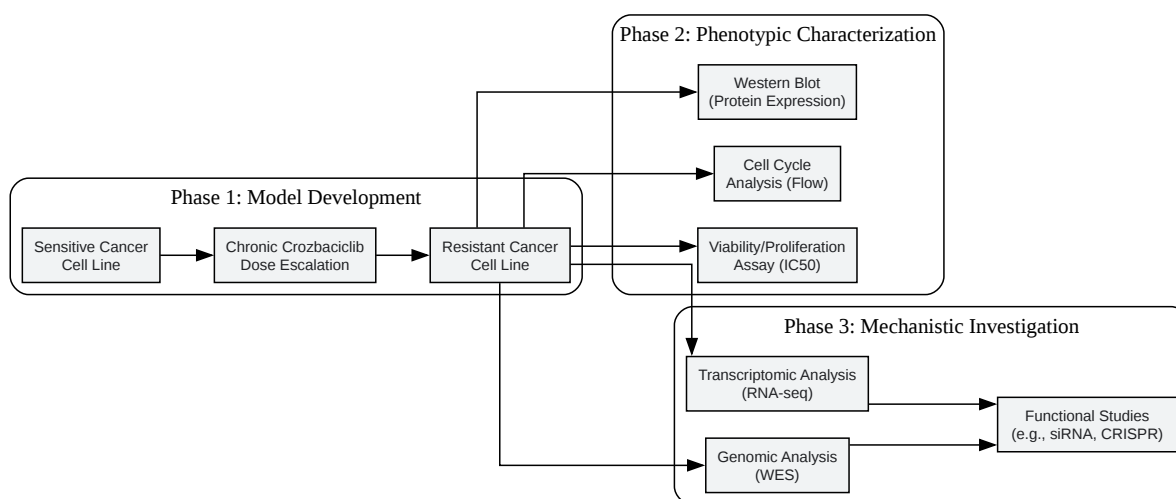 Phase 1: Model Development
Sensitive Cancer
Cell Line
Chronic Crozbaciclib
Dose Escalation
Resistant Cancer
Cell Line
Phase 2: Phenotypic Characterization
Western Blot
(Protein Expression)
Cell Cycle
Analysis (Flow)
Viability/Proliferation
Assay (IC50)
Phase 3: Mechanistic Investigation
Transcriptomic Analysis
(RNA-seq)
Genomic Analysis
(WES)
Functional Studies
(e.g., siRNA, CRISPR)